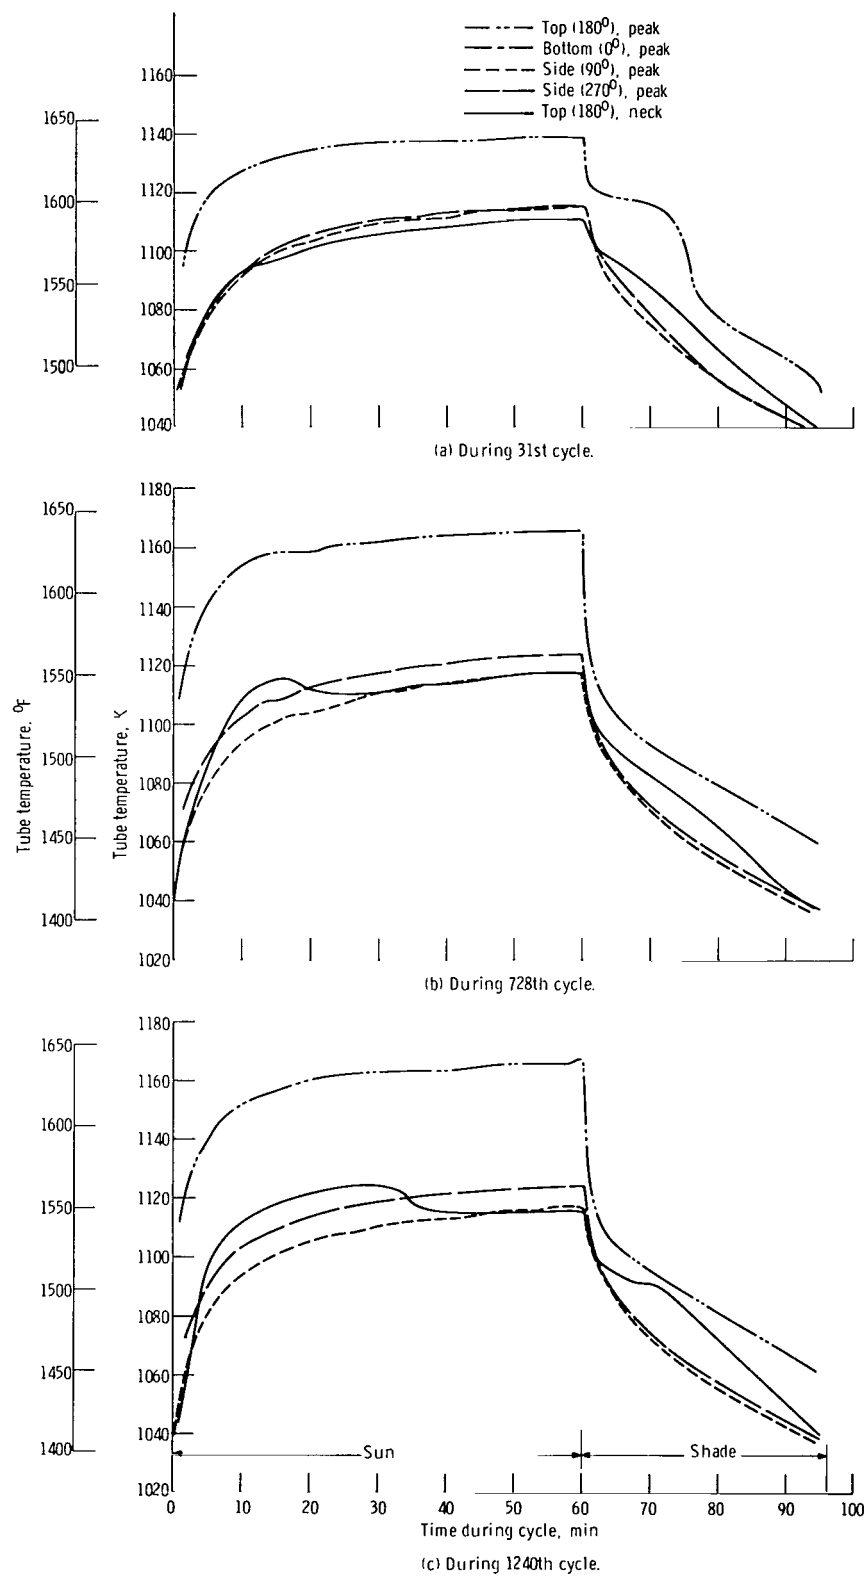 Top (180°), peak
Bottom (0°), peak
Side (90°), peak
Side (270°), peak
Top (180°), neck
1160
1650
1140
1120
1600
1100
1550
1080
1500
1060
1040
(a) During 31st cycle.
1180
1650
1160
1600
1140
1120
1550
1100
1500
1080
1450
1060
1040
1400
1020
Tube temperature, °F
Tube temperature, K
(b) During 728th cycle.
1180
1650
1160
1600
1140
1120
1550
1100
1500
1080
1450
1060
1040
1400
Sun
Shade
1020
0 10 20 30 40 50 60 70 80 90 100
Time during cycle, min
(c) During 1240th cycle.